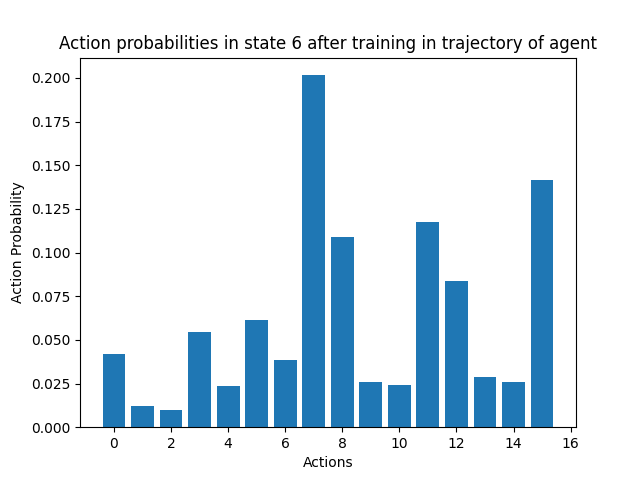 Action probabilities in state 6 after training in trajectory of agent
0.200
0.175
0.150
0.125
0.100
0.075
0.050
0.025
0.000
Action Probability
0 2 4 6 8 10 12 14 16
Actions